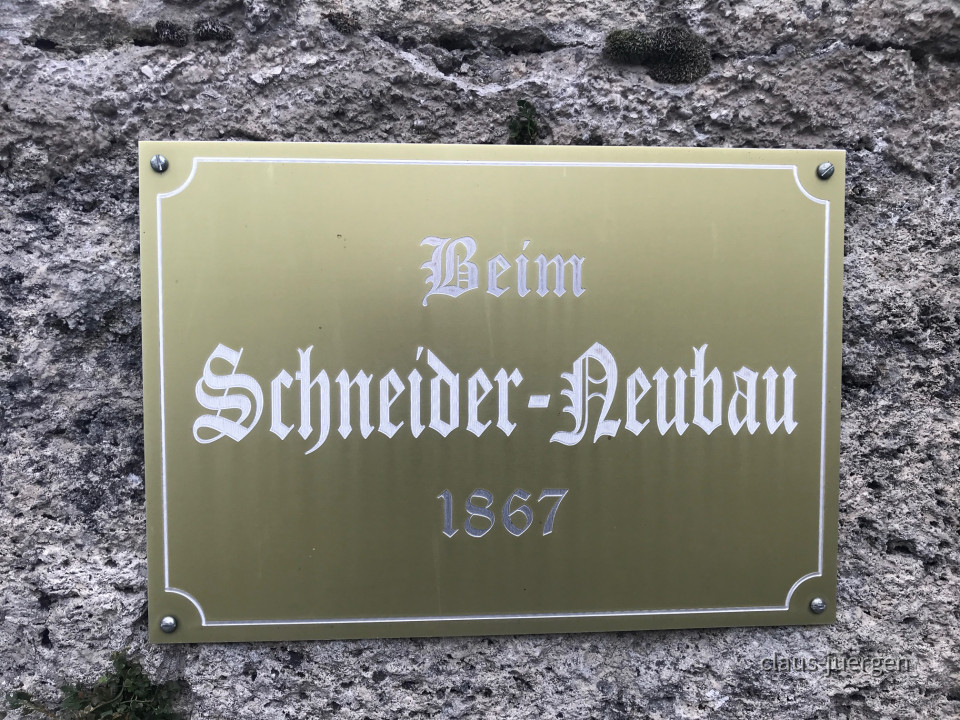 Beim
Schneider-Neubau
1867
claus-juergen